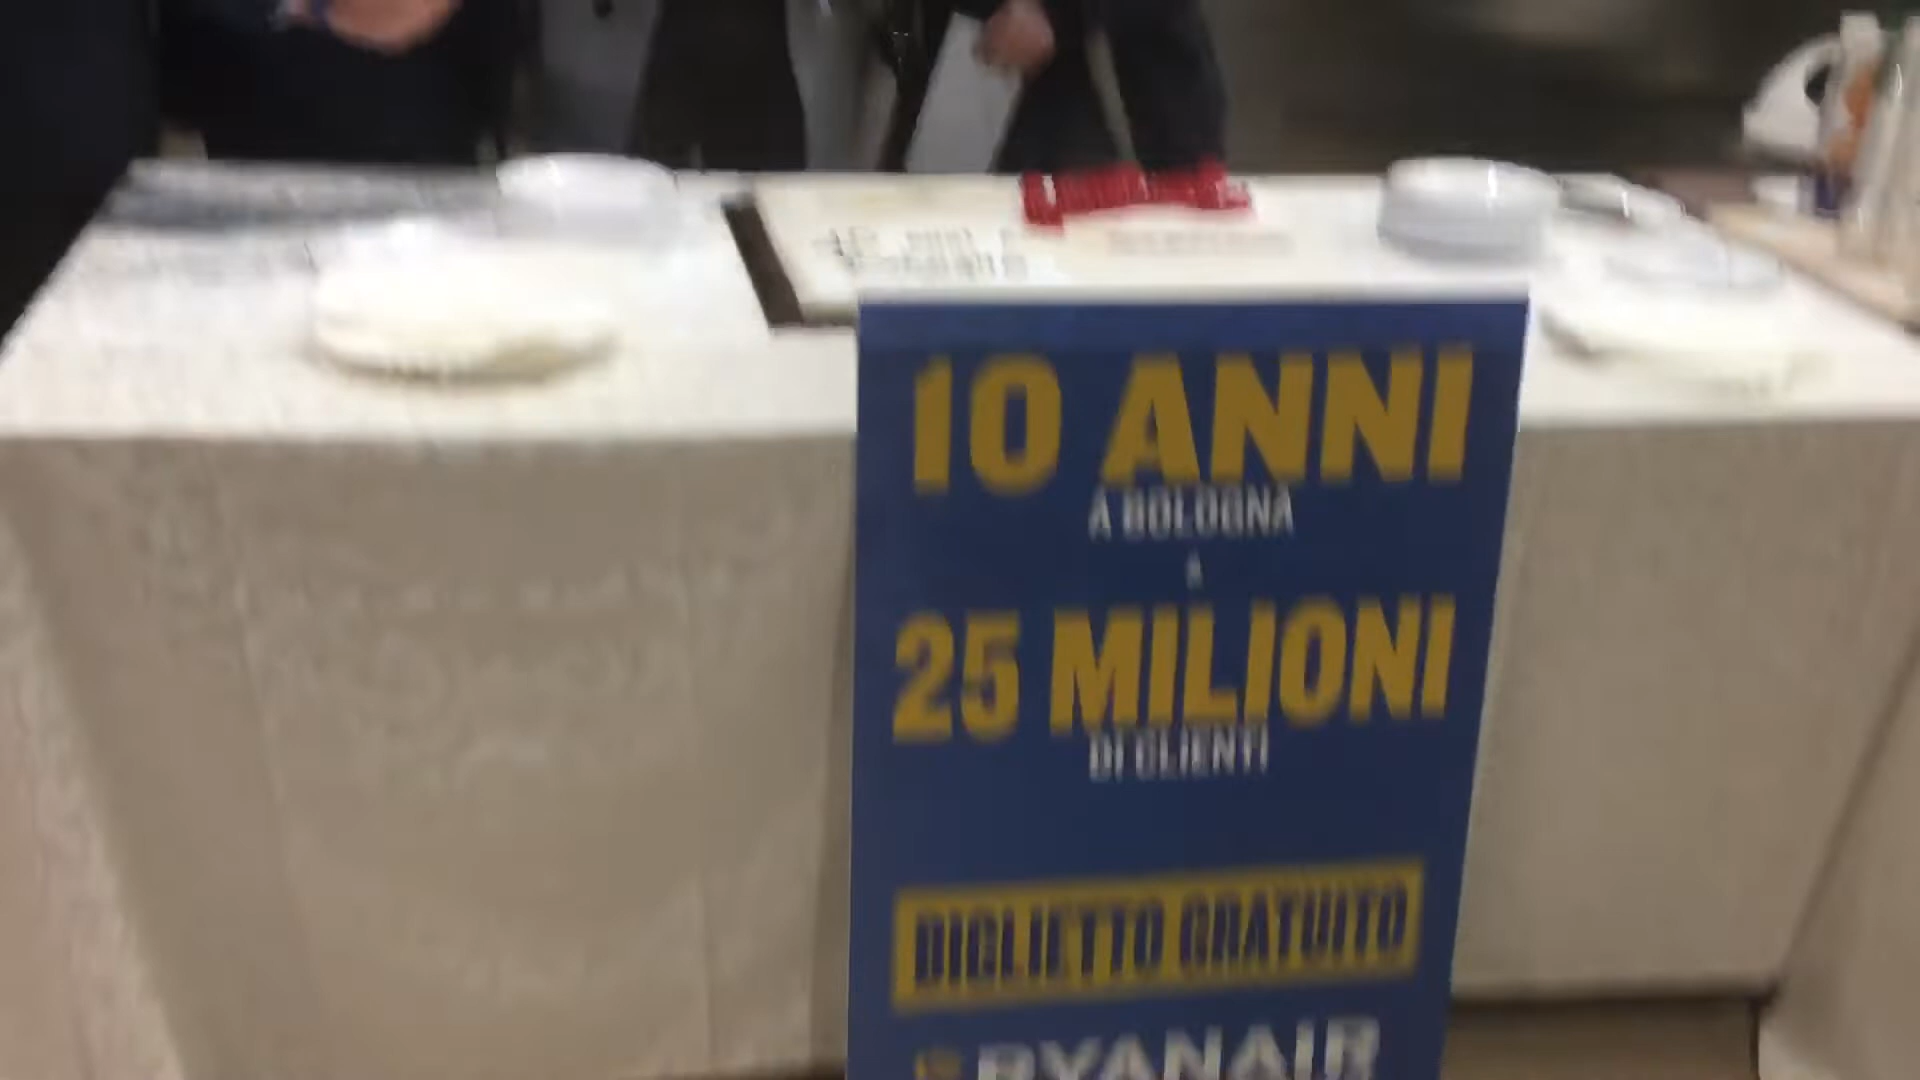 10 ANNI
A BOLOGNA
&
25 MILIONI
DI CLIENTI
BIGLIETTO GRATUITO
RYANAIR